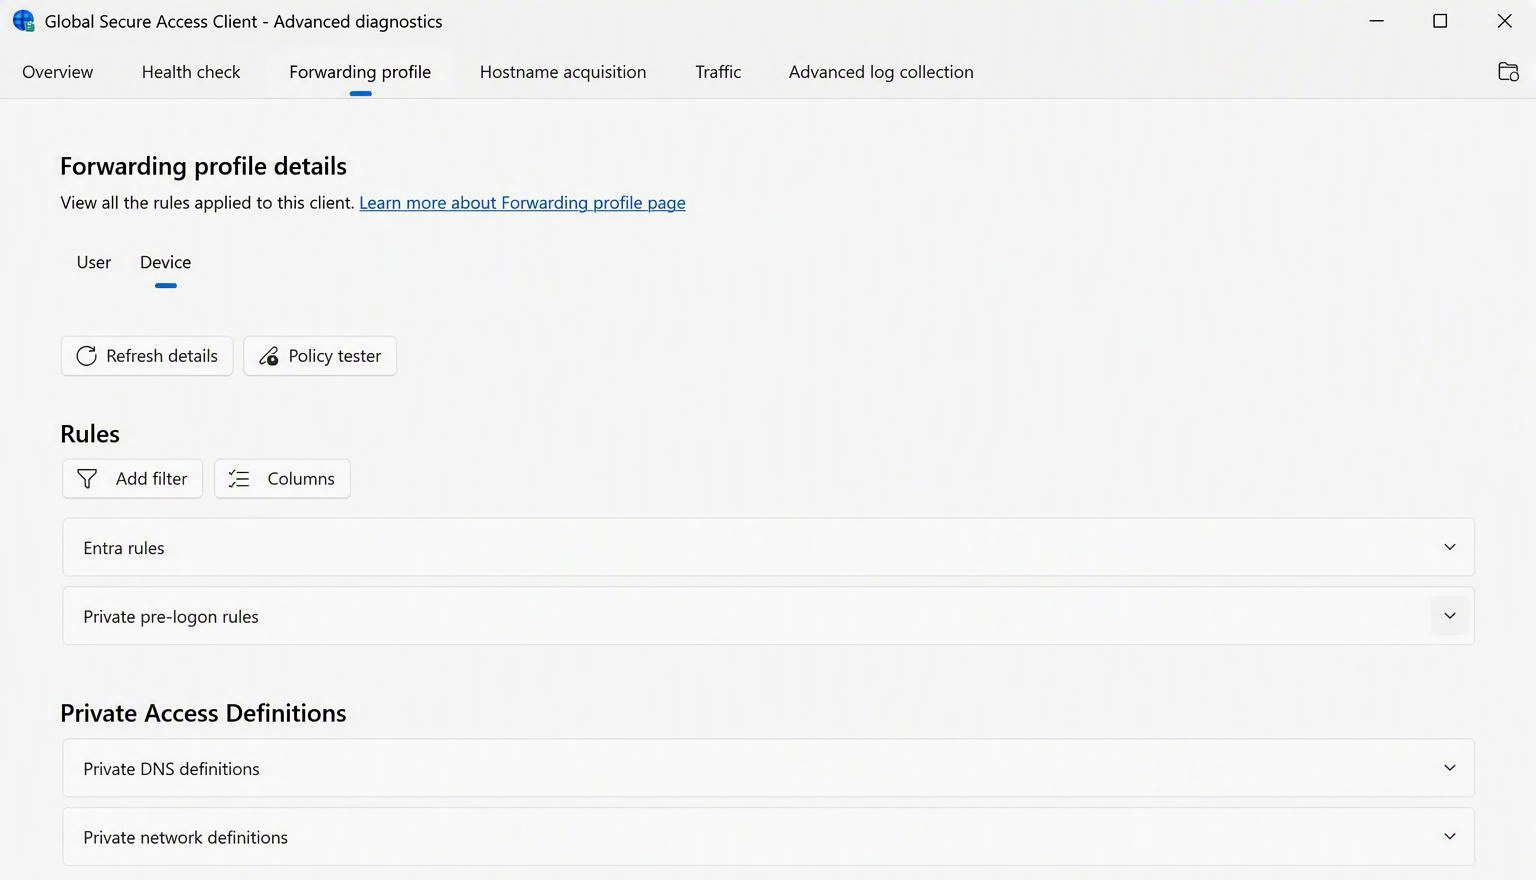 Global Secure Access Client - Advanced diagnostics
Overview Health check Forwarding profile Hostname acquisition Traffic Advanced log collection
Forwarding profile details
View all the rules applied to this client. Learn more about Forwarding profile page
User Device
Refresh details Policy tester
Rules
Add filter Columns
Entra rules
Private pre-logon rules
Private Access Definitions
Private DNS definitions
Private network definitions